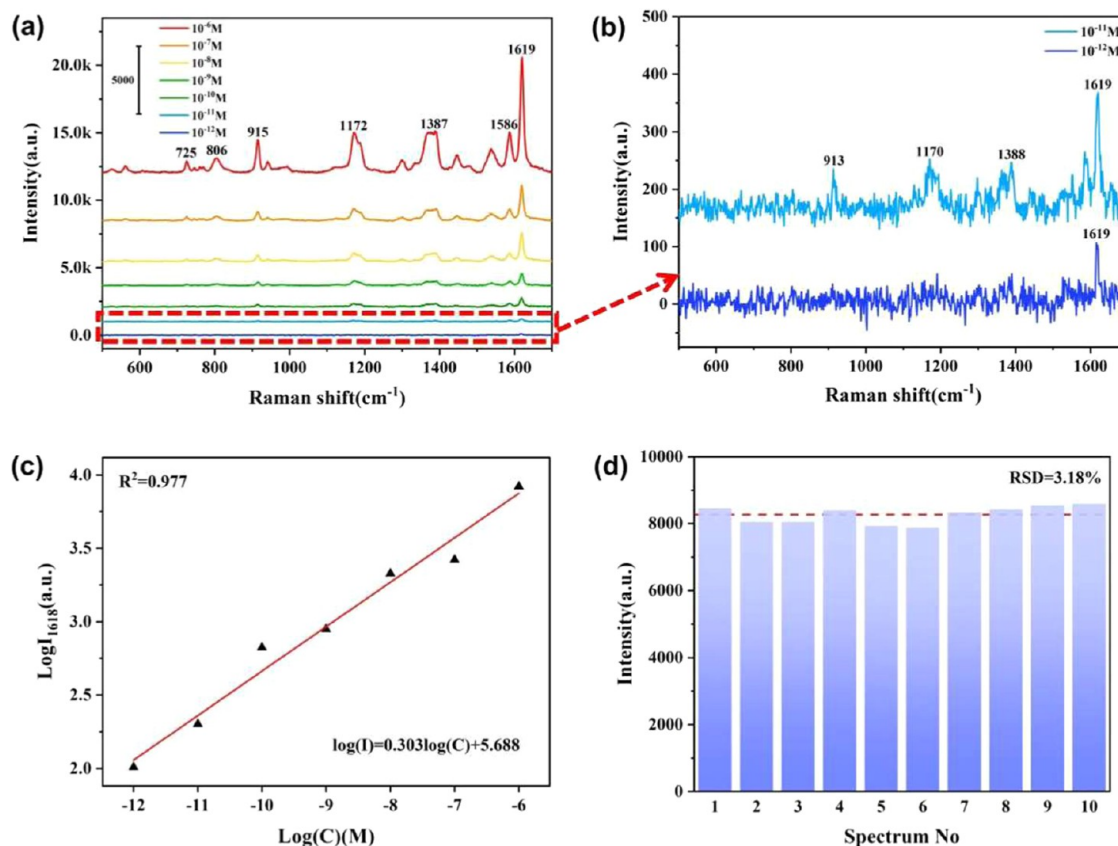 (a)
10⁻⁶M
10⁻⁷M
10⁻⁸M
10⁻⁹M
10⁻¹⁰M
10⁻¹¹M
10⁻¹²M
5000
725
806
915
1172
1387
1586
1619
20.0k
15.0k
10.0k
5.0k
0.0
Intensity(a.u.)
600 800 1000 1200 1400 1600
Raman shift(cm⁻¹)
(b)
10⁻¹¹M
10⁻¹²M
1619
913
1170
1388
1619
500
400
300
200
100
0
Intensity(a.u.)
600 800 1000 1200 1400 1600
Raman shift(cm⁻¹)
(c)
R²=0.977
log(I)=0.303log(C)+5.688
4.0
3.5
3.0
2.5
2.0
LogI₁₆₁₈(a.u.)
-12 -11 -10 -9 -8 -7 -6
Log(C)(M)
(d)
RSD=3.18%
10000
8000
6000
4000
2000
0
Intensity(a.u.)
1 2 3 4 5 6 7 8 9 10
Spectrum No